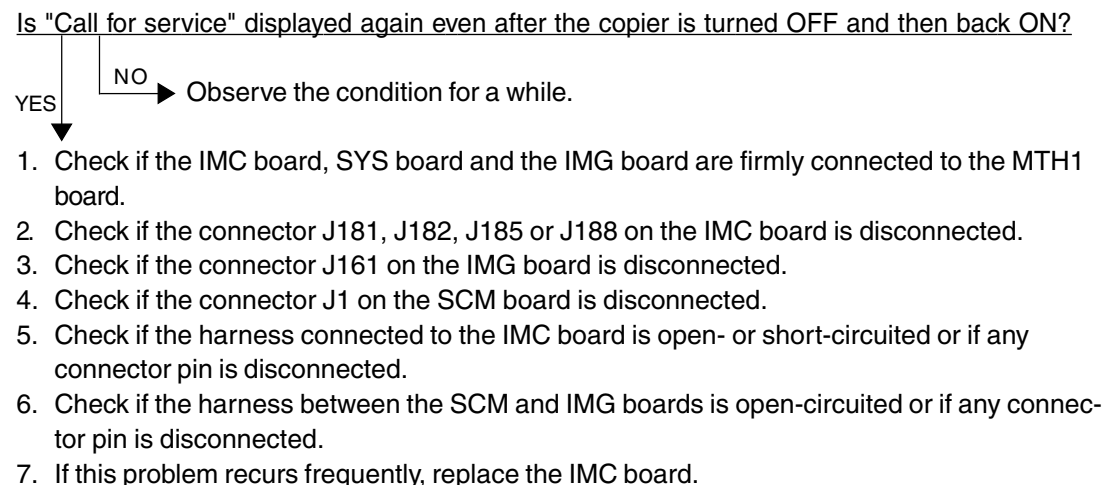 Is "Call for service" displayed again even after the copier is turned OFF and then back ON?
NO
Observe the condition for a while.
YES
1. Check if the IMC board, SYS board and the IMG board are firmly connected to the MTH1
board.
2. Check if the connector J181, J182, J185 or J188 on the IMC board is disconnected.
3. Check if the connector J161 on the IMG board is disconnected.
4. Check if the connector J1 on the SCM board is disconnected.
5. Check if the harness connected to the IMC board is open- or short-circuited or if any
connector pin is disconnected.
6. Check if the harness between the SCM and IMG boards is open-circuited or if any connec-
tor pin is disconnected.
7. If this problem recurs frequently, replace the IMC board.